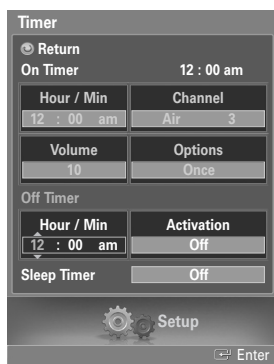 Timer
Return
On Timer 12 : 00 am
Hour / Min Channel
12 : 00 am Air 3
Volume Options
10 Once
Off Timer
Hour / Min Activation
12 : 00 am Off
Sleep Timer Off
Setup
Enter